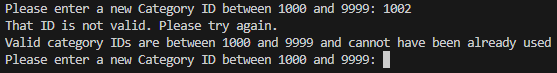 Please enter a new Category ID between 1000 and 9999: 1002
That ID is not valid. Please try again.
Valid category IDs are between 1000 and 9999 and cannot have been already used
Please enter a new Category ID between 1000 and 9999: